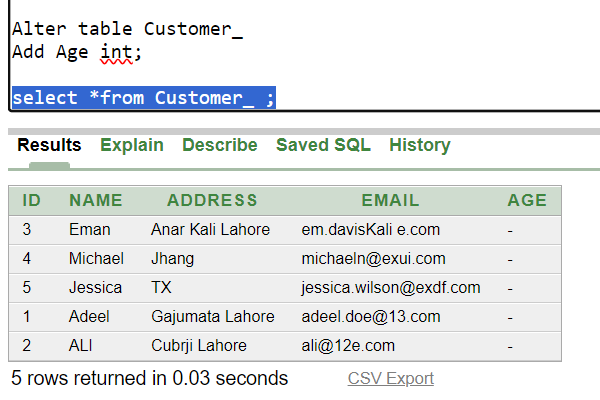 Alter table Customer_
Add Age int;
select *from Customer_ ;
Results Explain Describe Saved SQL History
ID NAME ADDRESS EMAIL AGE
3 Eman Anar Kali Lahore em.davisKali e.com -
4 Michael Jhang michaeln@exui.com -
5 Jessica TX jessica.wilson@exdf.com -
1 Adeel Gajumata Lahore adeel.doe@13.com -
2 ALI Cubrji Lahore ali@12e.com -
5 rows returned in 0.03 seconds CSV Export